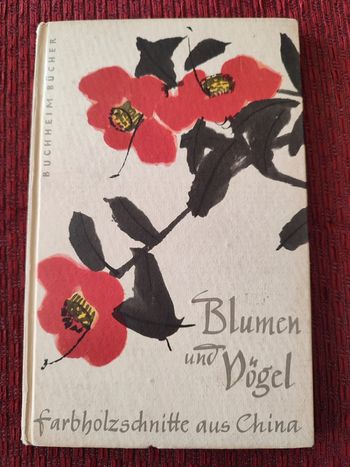 BUCHHEIM BÜCHER
Blumen
und Vögel
Farbholzschnitte aus China